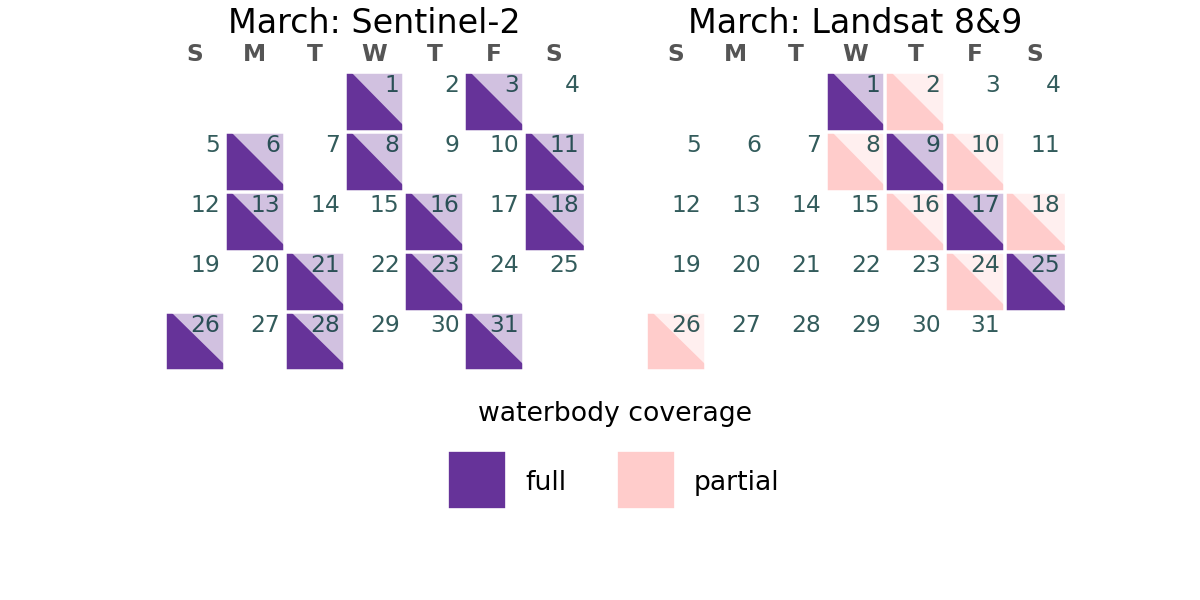 March: Sentinel-2
S M T W T F S
1 2 3 4
5 6 7 8 9 10 11
12 13 14 15 16 17 18
19 20 21 22 23 24 25
26 27 28 29 30 31
March: Landsat 8&9
S M T W T F S
1 2 3 4
5 6 7 8 9 10 11
12 13 14 15 16 17 18
19 20 21 22 23 24 25
26 27 28 29 30 31
waterbody coverage
full partial